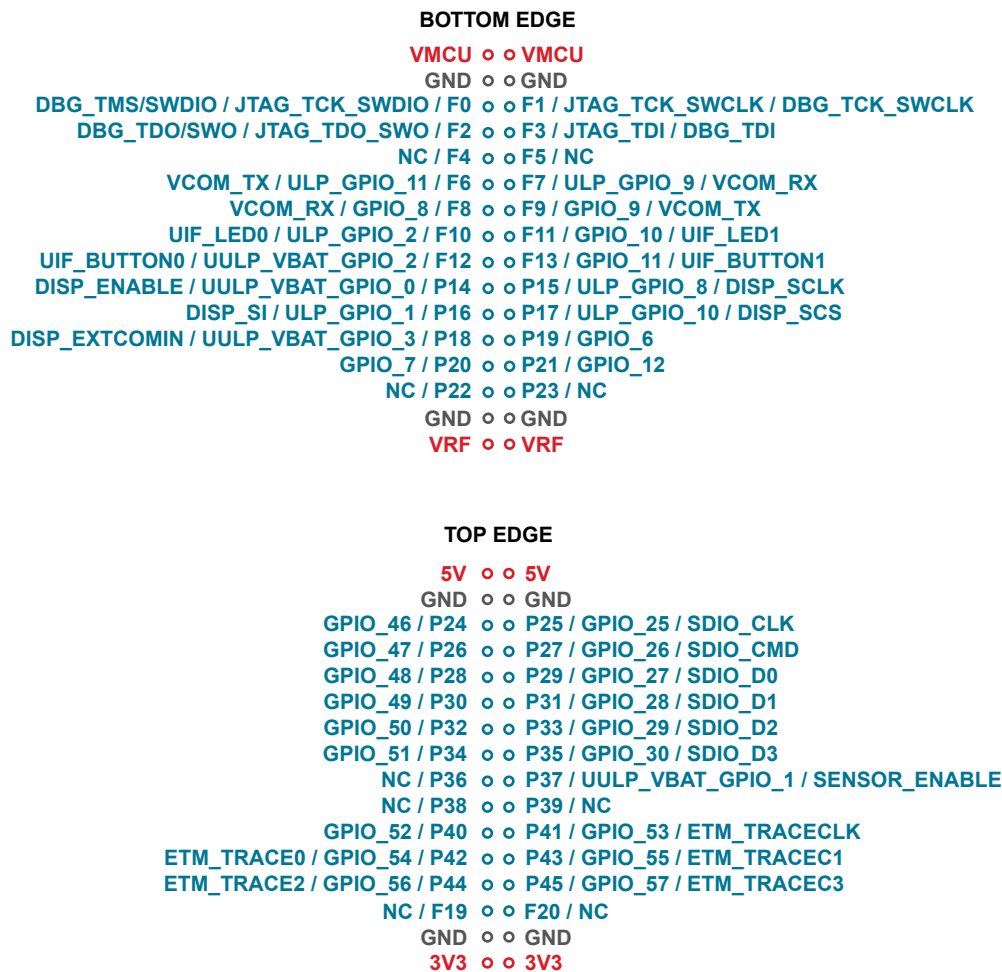 BOTTOM EDGE
VMCU VMCU
GND GND
DBG_TMS/SWDIO / JTAG_TCK_SWDIO / F0 F1 / JTAG_TCK_SWCLK / DBG_TCK_SWCLK
DBG_TDO/SWO / JTAG_TDO_SWO / F2 F3 / JTAG_TDI / DBG_TDI
NC / F4 F5 / NC
VCOM_TX / ULP_GPIO_11 / F6 F7 / ULP_GPIO_9 / VCOM_RX
VCOM_RX / GPIO_8 / F8 F9 / GPIO_9 / VCOM_TX
UIF_LED0 / ULP_GPIO_2 / F10 F11 / GPIO_10 / UIF_LED1
UIF_BUTTON0 / UULP_VBAT_GPIO_2 / F12 F13 / GPIO_11 / UIF_BUTTON1
DISP_ENABLE / UULP_VBAT_GPIO_0 / P14 P15 / ULP_GPIO_8 / DISP_SCLK
DISP_SI / ULP_GPIO_1 / P16 P17 / ULP_GPIO_10 / DISP_SCS
DISP_EXTCOMIN / UULP_VBAT_GPIO_3 / P18 P19 / GPIO_6
GPIO_7 / P20 P21 / GPIO_12
NC / P22 P23 / NC
GND GND
VRF VRF
TOP EDGE
5V 5V
GND GND
GPIO_46 / P24 P25 / GPIO_25 / SDIO_CLK
GPIO_47 / P26 P27 / GPIO_26 / SDIO_CMD
GPIO_48 / P28 P29 / GPIO_27 / SDIO_D0
GPIO_49 / P30 P31 / GPIO_28 / SDIO_D1
GPIO_50 / P32 P33 / GPIO_29 / SDIO_D2
GPIO_51 / P34 P35 / GPIO_30 / SDIO_D3
NC / P36 P37 / UULP_VBAT_GPIO_1 / SENSOR_ENABLE
NC / P38 P39 / NC
GPIO_52 / P40 P41 / GPIO_53 / ETM_TRACECLK
ETM_TRACE0 / GPIO_54 / P42 P43 / GPIO_55 / ETM_TRACEC1
ETM_TRACE2 / GPIO_56 / P44 P45 / GPIO_57 / ETM_TRACEC3
NC / F19 F20 / NC
GND GND
3V3 3V3